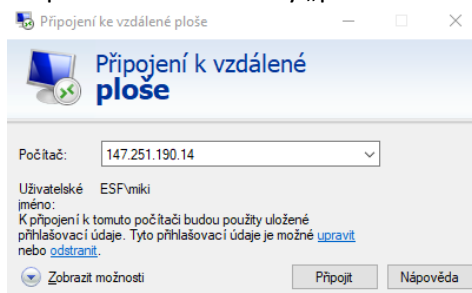 Připojení ke vzdálené ploše
Připojení k vzdálené
ploše
Počítač: 147.251.190.14
Uživatelské jméno: ESF\miki
K připojení k tomuto počítači budou použity uložené
přihlašovací údaje. Tyto přihlašovací údaje je možné upravit
nebo odstranit.
Zobrazit možnosti
Připojit
Nápověda